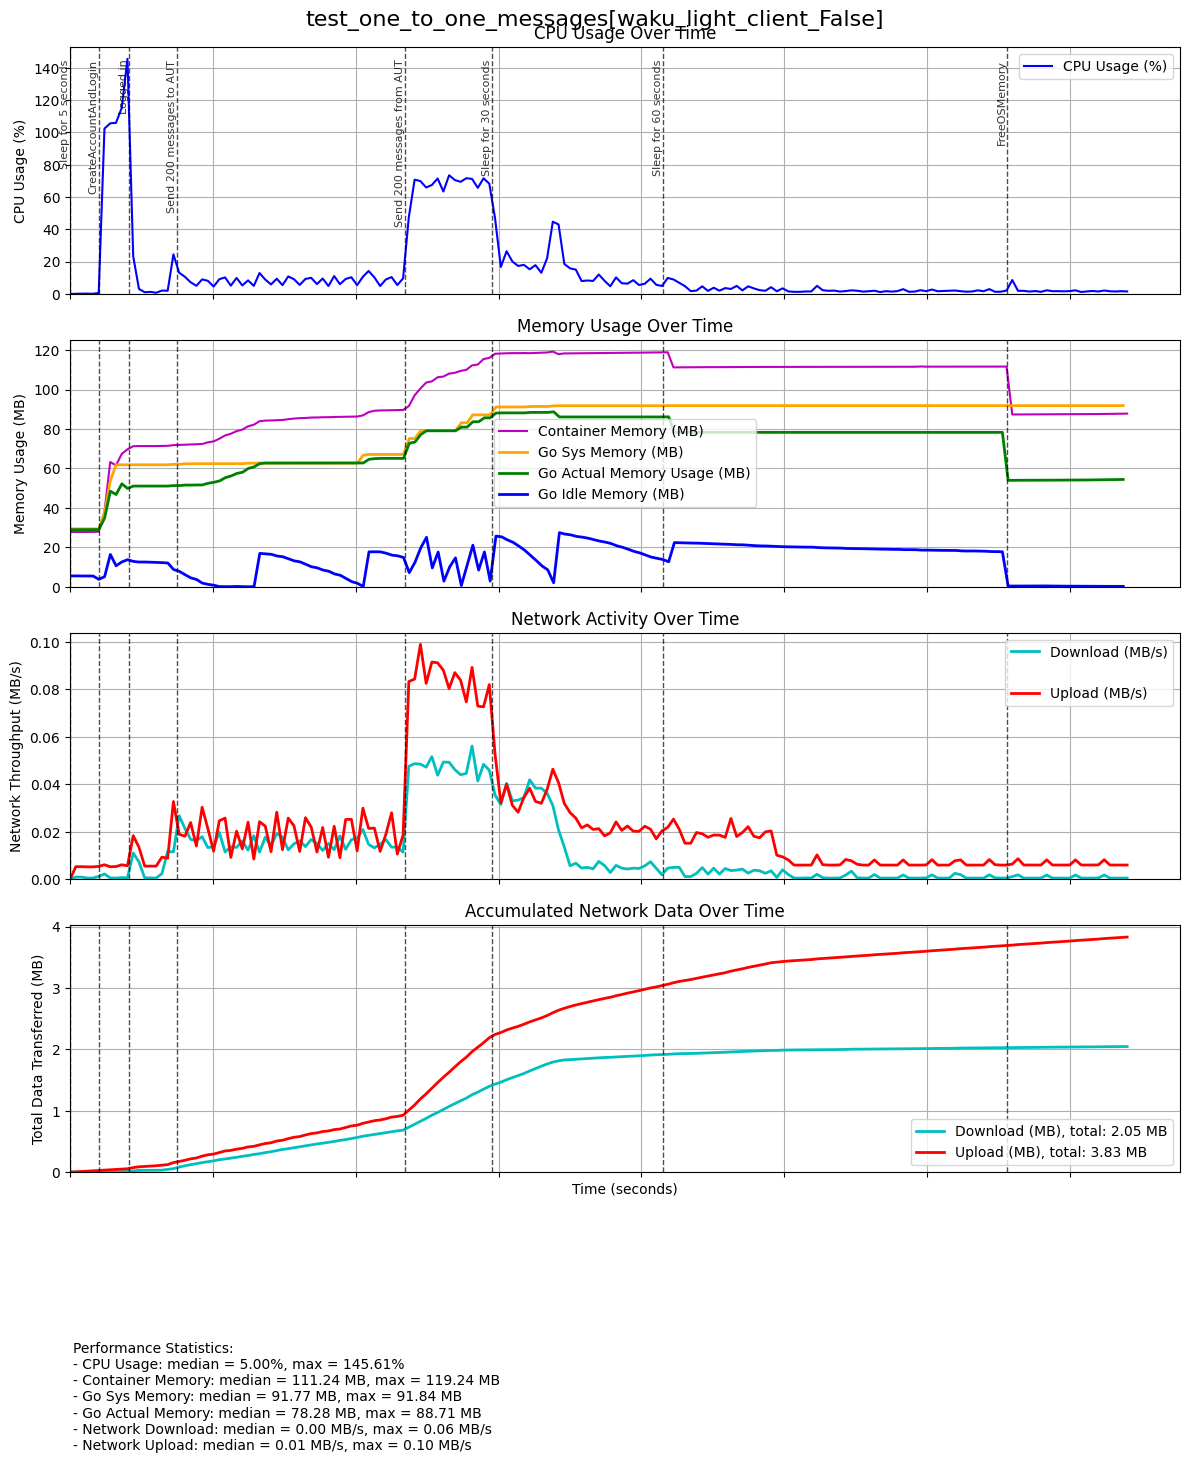 test_one_to_one_messages[waku_light_client_False]
CPU Usage Over Time
CPU Usage (%)
140
120
100
80
60
40
20
0
Sleep for 5 seconds
CreateAccountAndLogin
Logged in
Send 200 messages to AUT
Send 200 messages from AUT
Sleep for 30 seconds
Sleep for 60 seconds
FreeOSMemory
CPU Usage (%)
Memory Usage Over Time
Memory Usage (MB)
120
100
80
60
40
20
0
Container Memory (MB)
Go Sys Memory (MB)
Go Actual Memory Usage (MB)
Go Idle Memory (MB)
Network Activity Over Time
Network Throughput (MB/s)
0.10
0.08
0.06
0.04
0.02
0.00
Download (MB/s)
Upload (MB/s)
Accumulated Network Data Over Time
Total Data Transferred (MB)
4
3
2
1
0
Download (MB), total: 2.05 MB
Upload (MB), total: 3.83 MB
Time (seconds)
Performance Statistics:
- CPU Usage: median = 5.00%, max = 145.61%
- Container Memory: median = 111.24 MB, max = 119.24 MB
- Go Sys Memory: median = 91.77 MB, max = 91.84 MB
- Go Actual Memory: median = 78.28 MB, max = 88.71 MB
- Network Download: median = 0.00 MB/s, max = 0.06 MB/s
- Network Upload: median = 0.01 MB/s, max = 0.10 MB/s